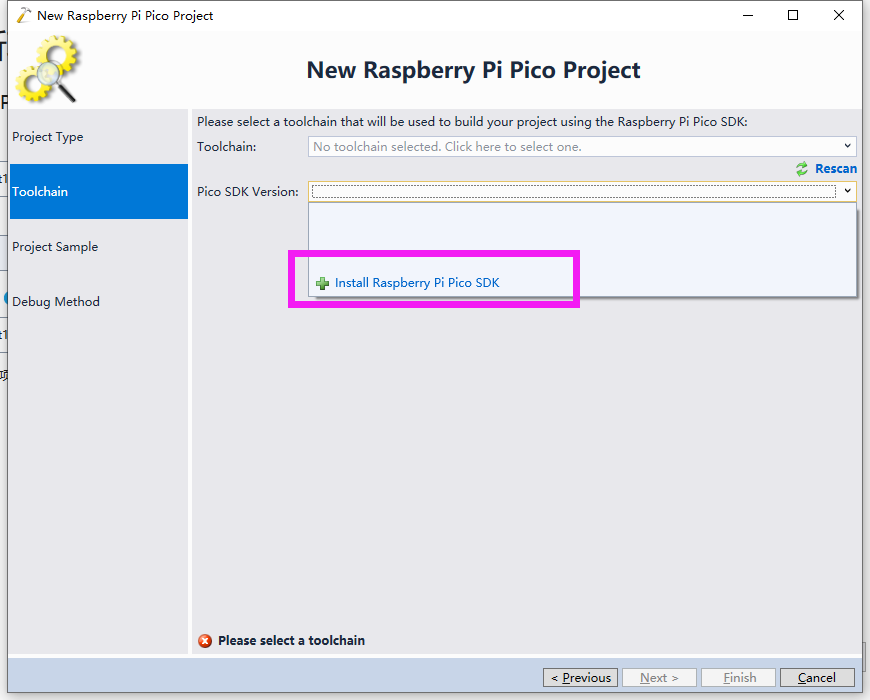 New Raspberry Pi Pico Project
New Raspberry Pi Pico Project
Please select a toolchain that will be used to build your project using the Raspberry Pi Pico SDK:
Project Type
Toolchain: No toolchain selected. Click here to select one.
Rescan
Toolchain
Pico SDK Version:
Project Sample
Install Raspberry Pi Pico SDK
Debug Method
Please select a toolchain
< Previous Next > Finish Cancel